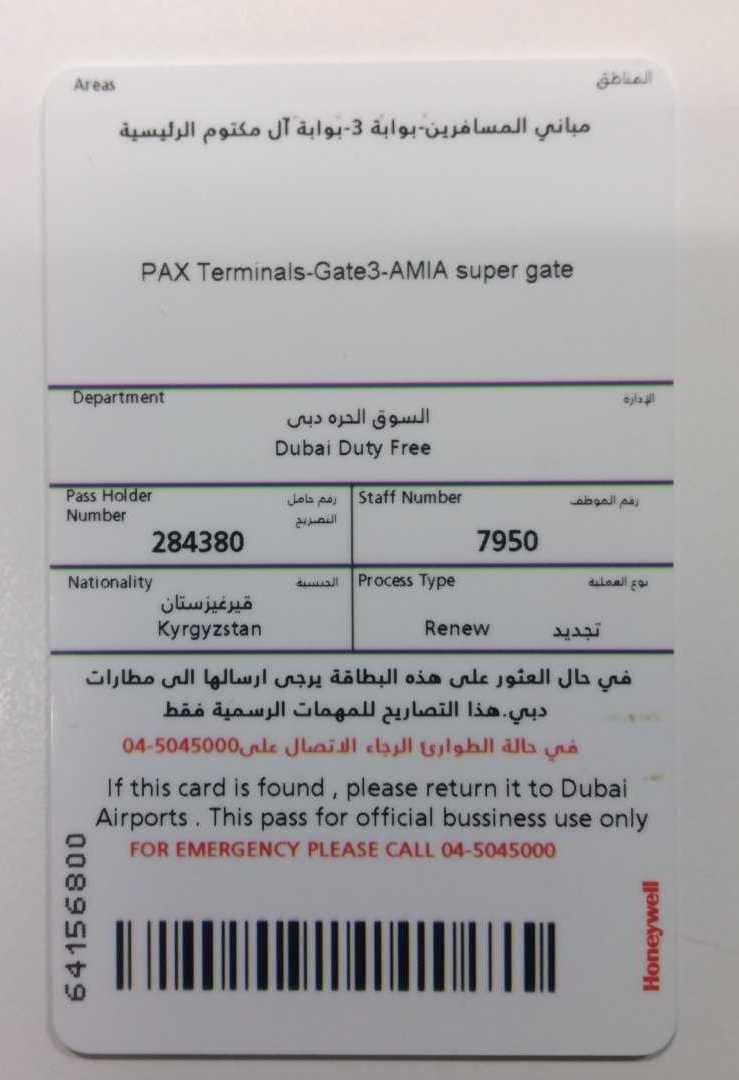 Areas المناطق
مباني المسافرين-بوابة 3-بوابة آل مكتوم الرئيسية
PAX Terminals-Gate3-AMIA super gate
Department الإدارة
السوق الحره دبى
Dubai Duty Free
Pass Holder رقم حامل
Number التصريح
284380
Staff Number رقم الموظف
7950
Nationality الجنسية
قيرغيزستان
Kyrgyzstan
Process Type نوع العملية
Renew تجديد
في حال العثور على هذه البطاقة يرجى ارسالها الى مطارات
دبي.هذا التصاريح للمهمات الرسمية فقط
في حالة الطوارئ الرجاء الاتصال على04-5045000
If this card is found , please return it to Dubai
Airports . This pass for official bussiness use only
FOR EMERGENCY PLEASE CALL 04-5045000
64156800
Honeywell